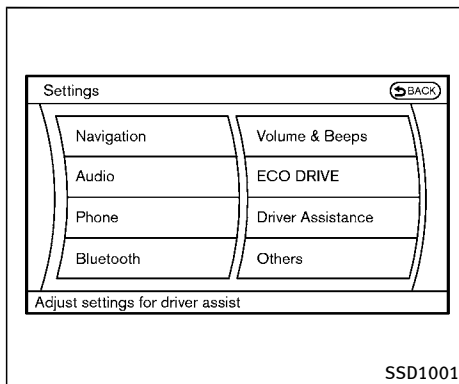 Settings
BACK
Navigation
Volume & Beeps
Audio
ECO DRIVE
Phone
Driver Assistance
Bluetooth
Others
Adjust settings for driver assist
SSD1001